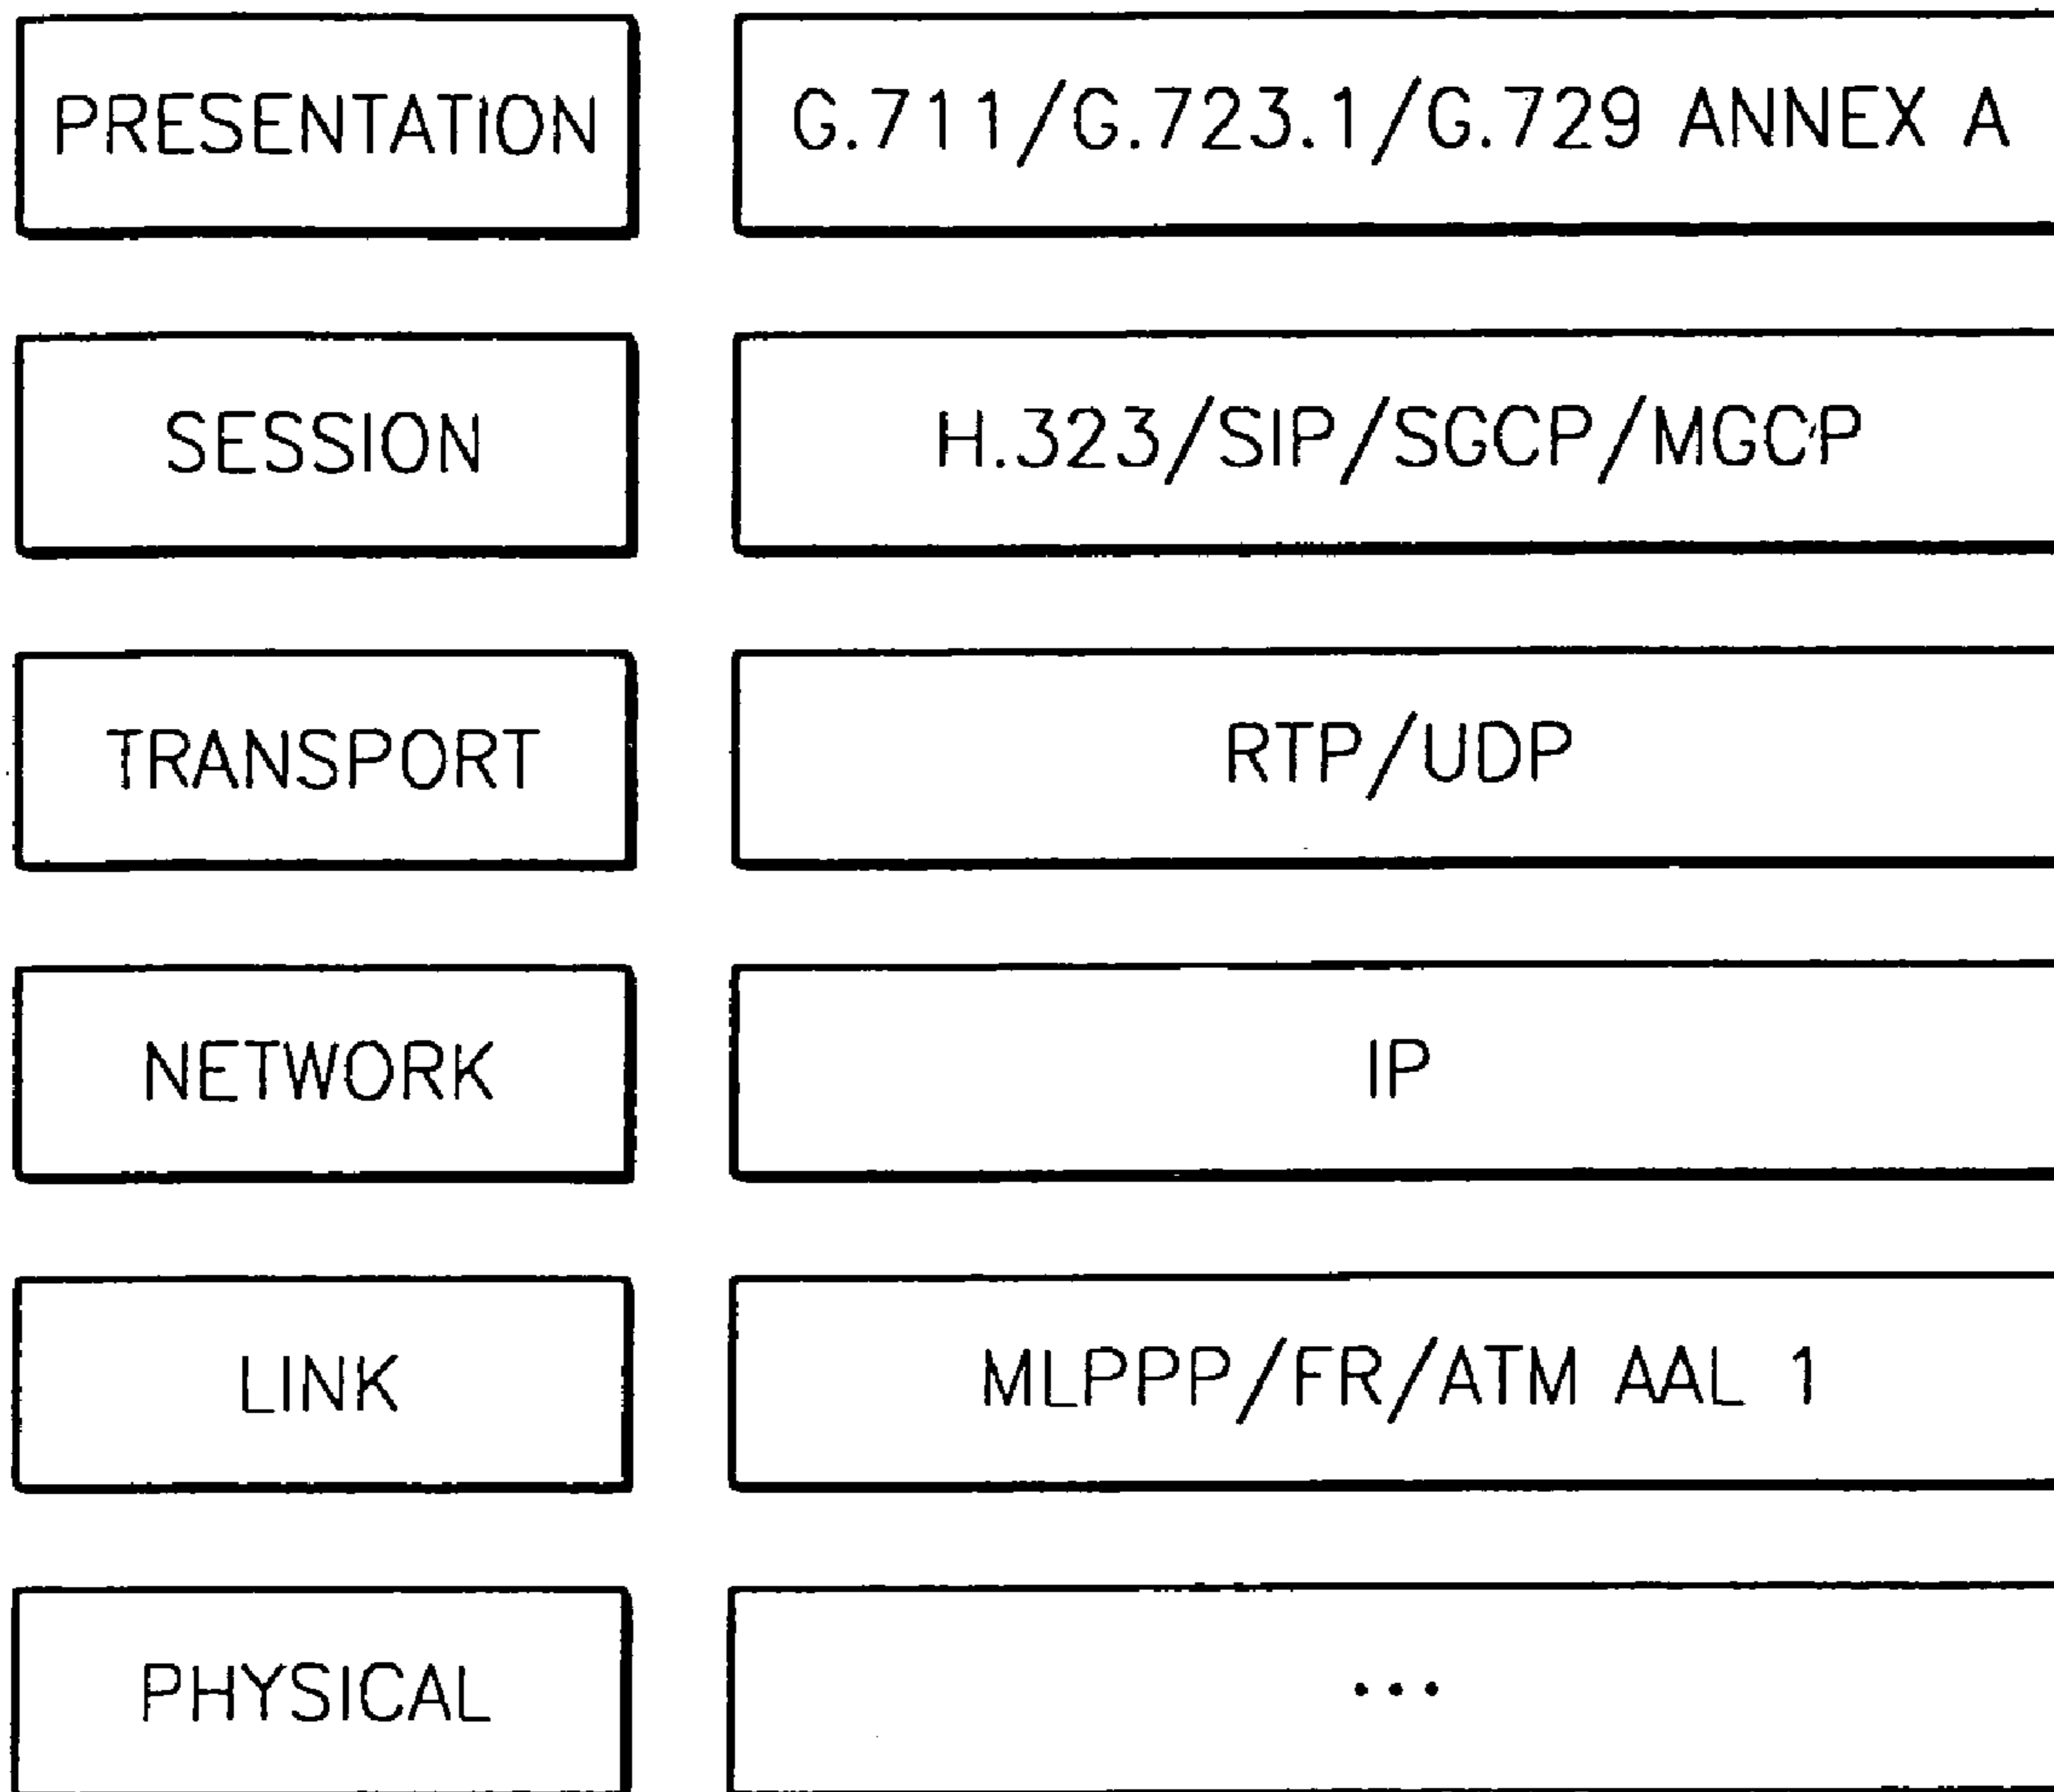 PRESENTATION G.711/G.723.1/G.729 ANNEX A
SESSION H.323/SIP/SGCP/MGCP
TRANSPORT RTP/UDP
NETWORK IP
LINK MLPPP/FR/ATM AAL 1
PHYSICAL ...